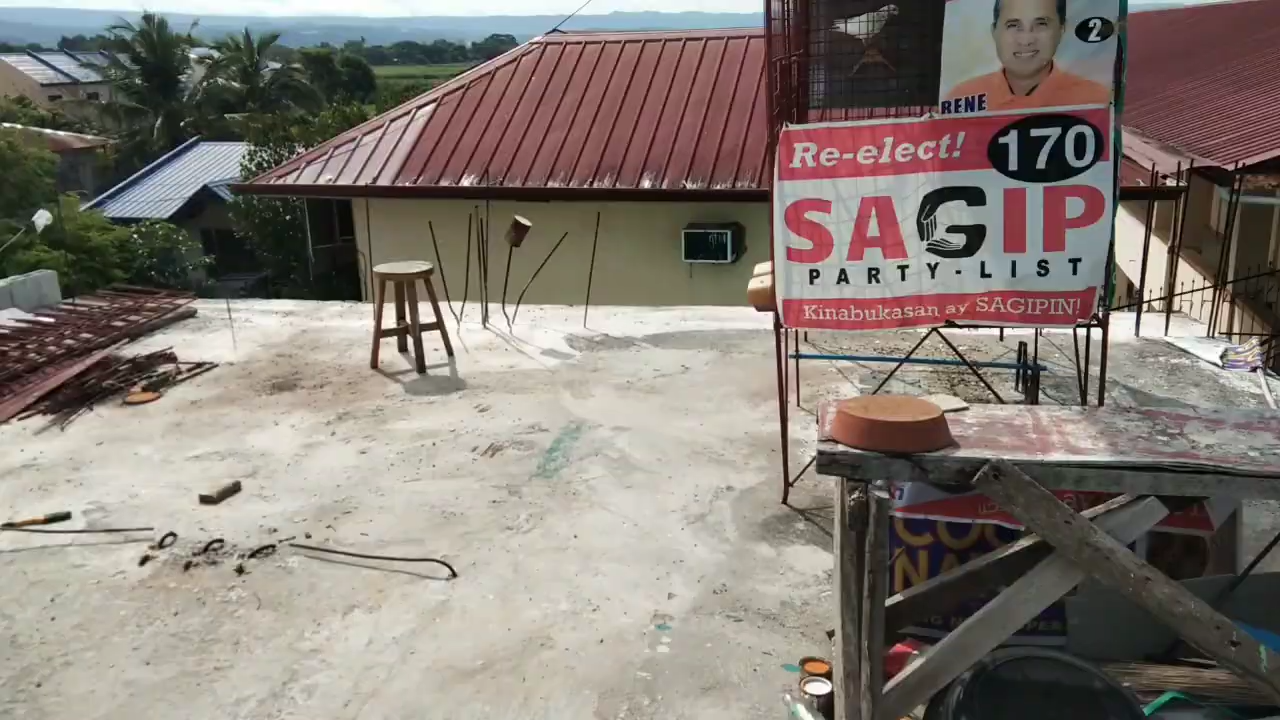 2
RENE
Re-elect! 170
SAGIP
PARTY-LIST
Kinabukasan ay SAGIPIN!